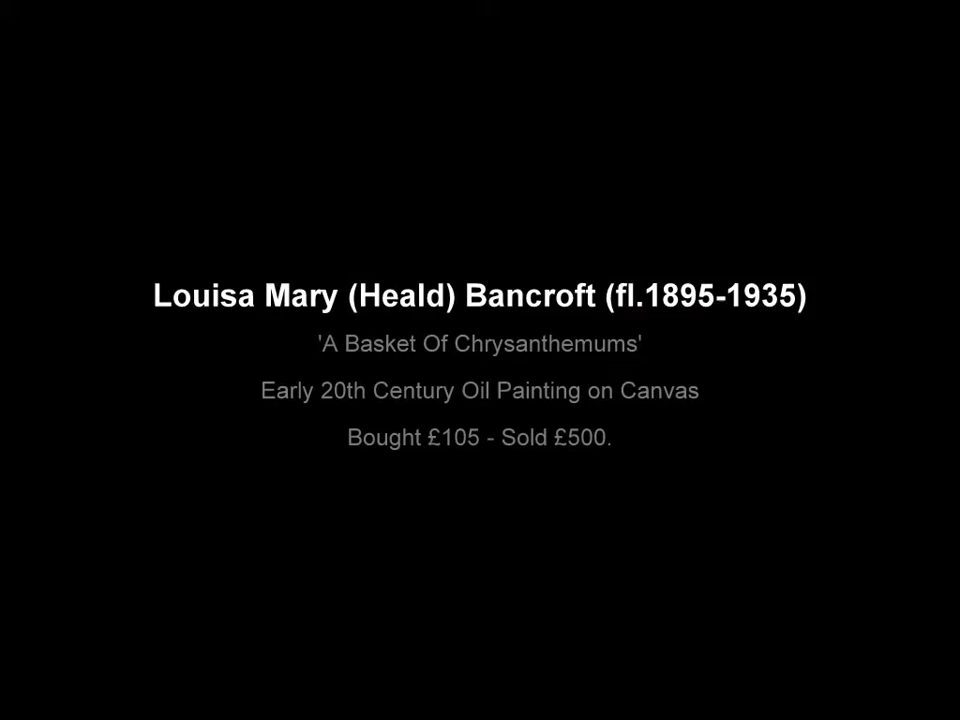 Louisa Mary (Heald) Bancroft (fl.1895-1935)
'A Basket Of Chrysanthemums'
Early 20th Century Oil Painting on Canvas
Bought £105 - Sold £500.